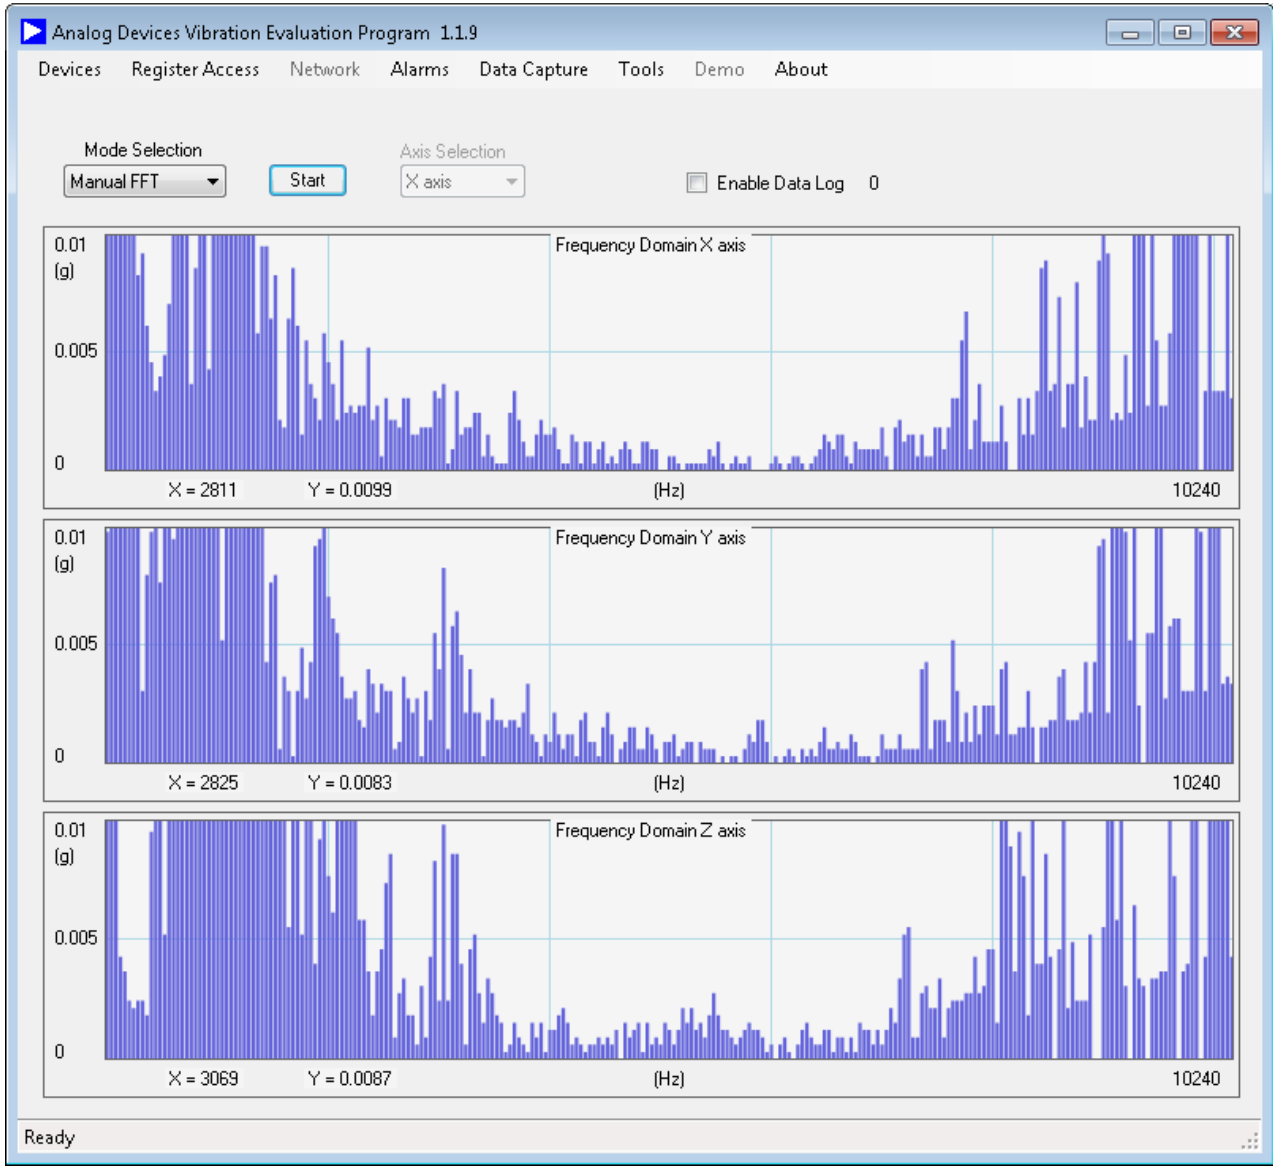 Analog Devices Vibration Evaluation Program 1.1.9
Devices Register Access Network Alarms Data Capture Tools Demo About
Mode Selection Axis Selection
Manual FFT Start X axis Enable Data Log 0
0.01 Frequency Domain X axis
(g)
0.005
0
X = 2811 Y = 0.0099 (Hz) 10240
0.01 Frequency Domain Y axis
(g)
0.005
0
X = 2825 Y = 0.0083 (Hz) 10240
0.01 Frequency Domain Z axis
(g)
0.005
0
X = 3069 Y = 0.0087 (Hz) 10240
Ready